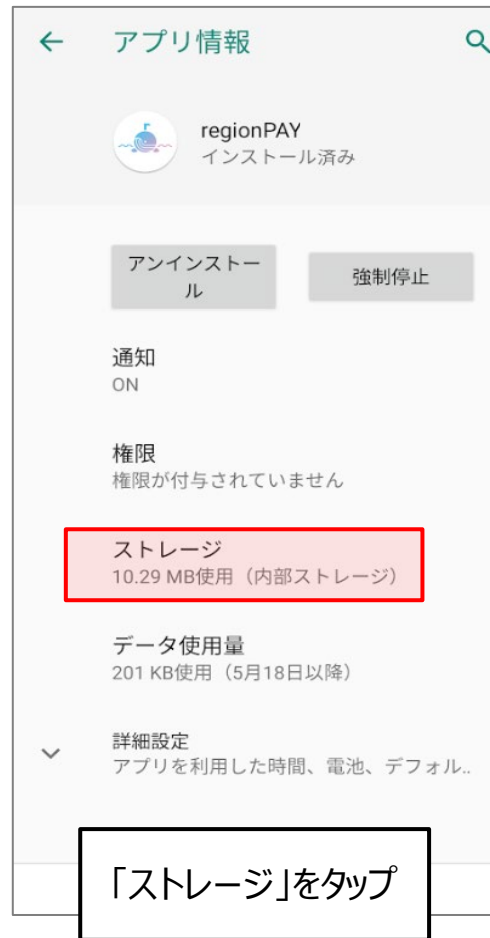 アプリ情報
regionPAY
インストール済み
アンインストー
ル
強制停止
通知
ON
権限
権限が付与されていません
ストレージ
10.29 MB使用（内部ストレージ）
データ使用量
201 KB使用（5月18日以降）
詳細設定
アプリを利用した時間、電池、デフォル..
「ストレージ」をタップ